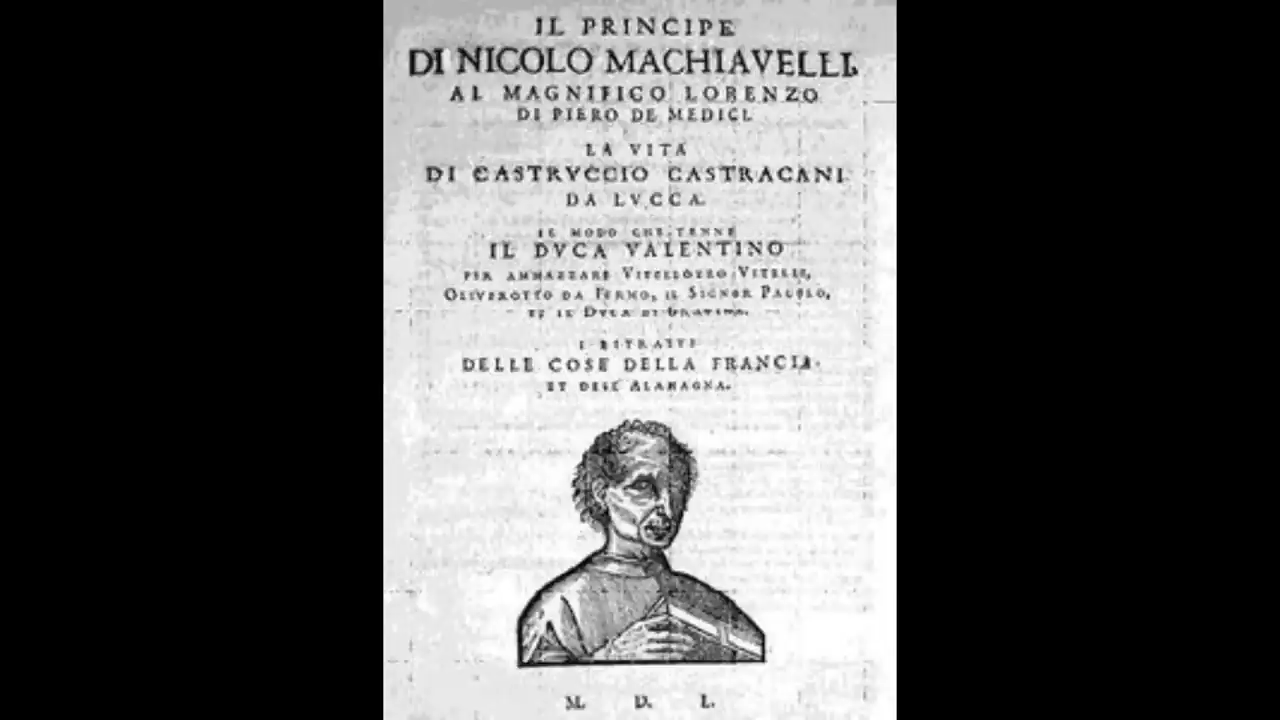 IL PRINCIPE
DI NICOLO MACHIAVELLI,
AL MAGNIFICO LORENZO
DI PIERO DE MEDICI.
LA VITA
DI CASTRVCCIO CASTRACANI
DA LVCCA.
IL MODO CHE TENNE
IL DVCA VALENTINO
PER AMMAZZARE VITELLOZZO VITELLI,
OLIVEROTTO DA FERMO, IL SIGNOR PAOLO,
ET IL DVCA DI GRAVINA.
I RITRATTI
DELLE COSE DELLA FRANCIA
ET DELL' ALAMAGNA.
M. D. L.